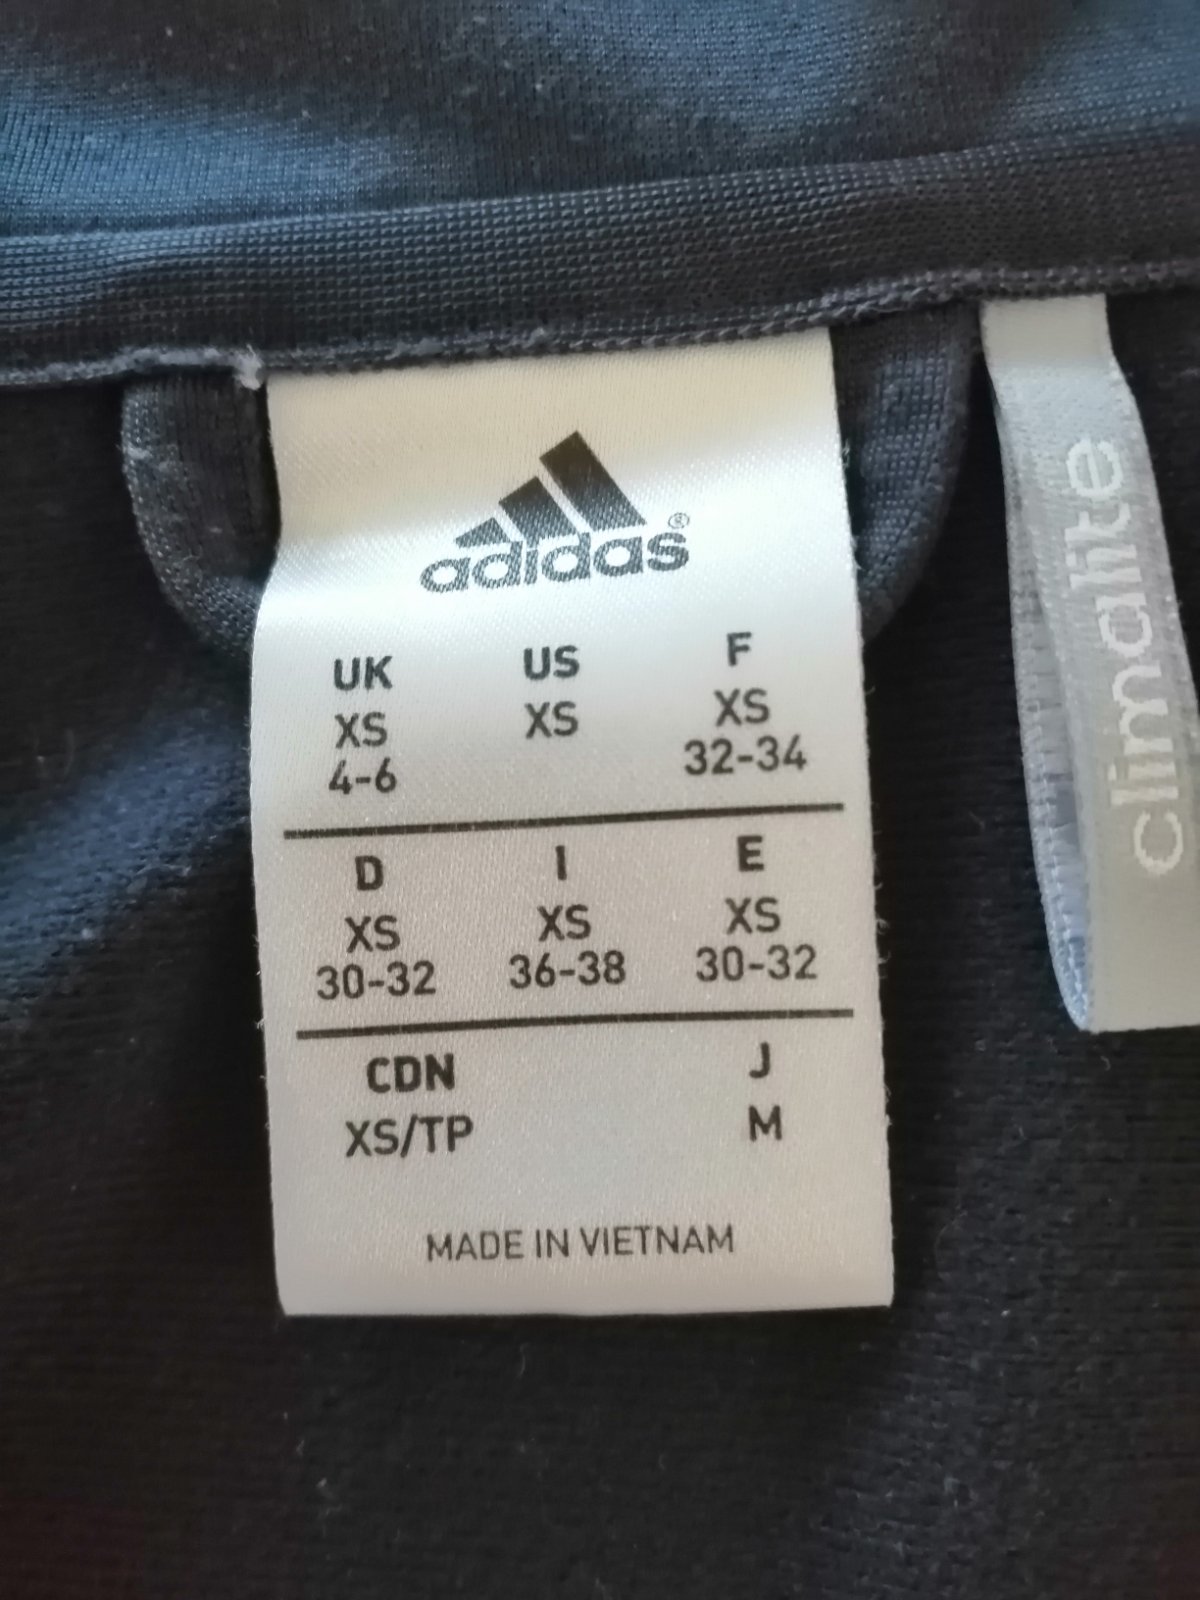 adidas®
UK US F
XS XS XS
4-6 32-34
D I E
XS XS XS
30-32 36-38 30-32
CDN J
XS/TP M
MADE IN VIETNAM
climalite